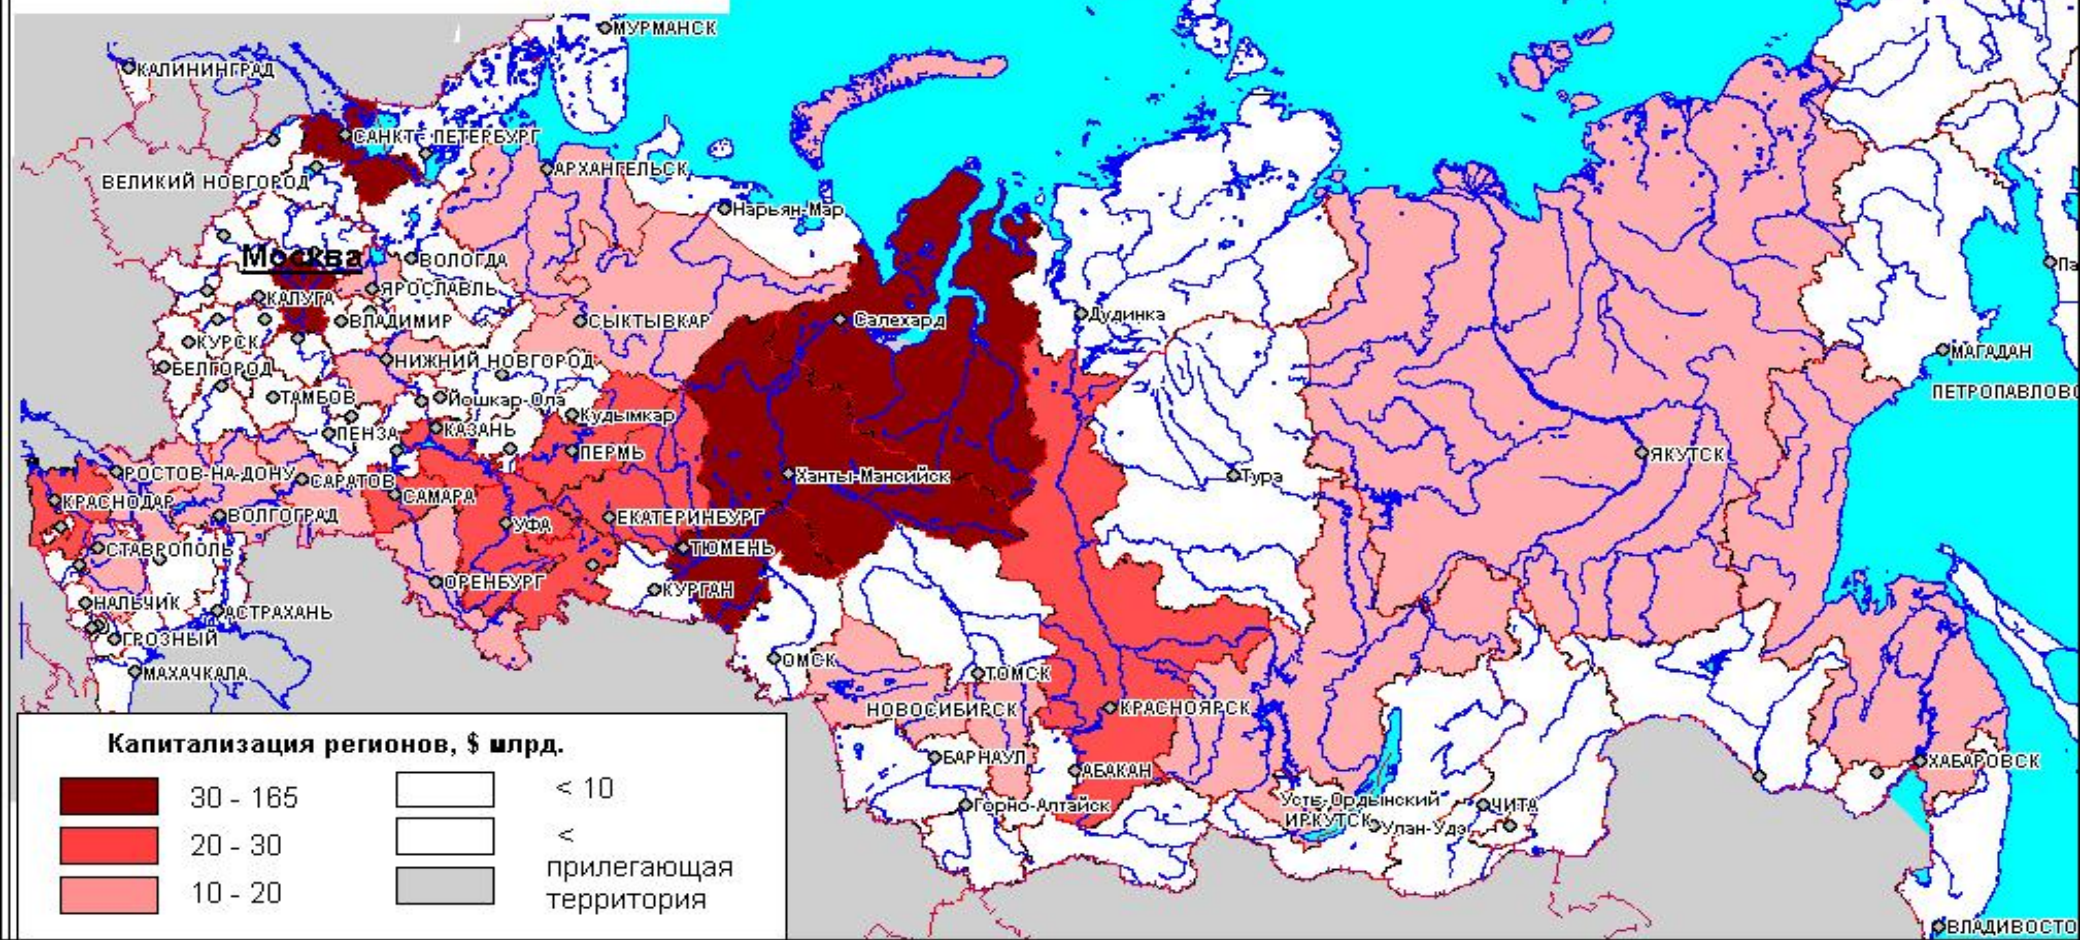 МУРМАНСК
КАЛИНИНГРАД
САНКТ- ПЕТЕРБУРГ
АРХАНГЕЛЬСК
ВЕЛИКИЙ НОВГОРОД
Нарьян-Мар
Москва
ВОЛОГДА
Па
КАЛУГА
ЯРОСЛАВЛЬ
ВЛАДИМИР
СЫКТЫВКАР
Салехард
Дудинка
КУРСК
НИЖНИЙ НОВГОРОД
МАГАДАН
БЕЛГОРОД
ПЕТРОПАВЛОВС
ТАМБОВ
Йошкар-Ола
Кудымкар
ПЕНЗА
КАЗАНЬ
ПЕРМЬ
ЯКУТСК
РОСТОВ-НА-ДОНУ
САРАТОВ
Ханты-Мансийск
Тура
КРАСНОДАР
САМАРА
ВОЛГОГРАД
УФА
ЕКАТЕРИНБУРГ
СТАВРОПОЛЬ
ТЮМЕНЬ
ОРЕНБУРГ
КУРГАН
НАЛЬЧИК
АСТРАХАНЬ
ГРОЗНЫЙ
МАХАЧКАЛА
ОМСК
ТОМСК
НОВОСИБИРСК
КРАСНОЯРСК
БАРНАУЛ
АБАКАН
ХАБАРОВСК
Горно-Алтайск
Усть-Ордынский
ЧИТА
ИРКУТСК
Улан-Удэ
ВЛАДИВОСТО
Капитализация регионов, $ млрд.
30 - 165
20 - 30
10 - 20
< 10
<
прилегающая
территория